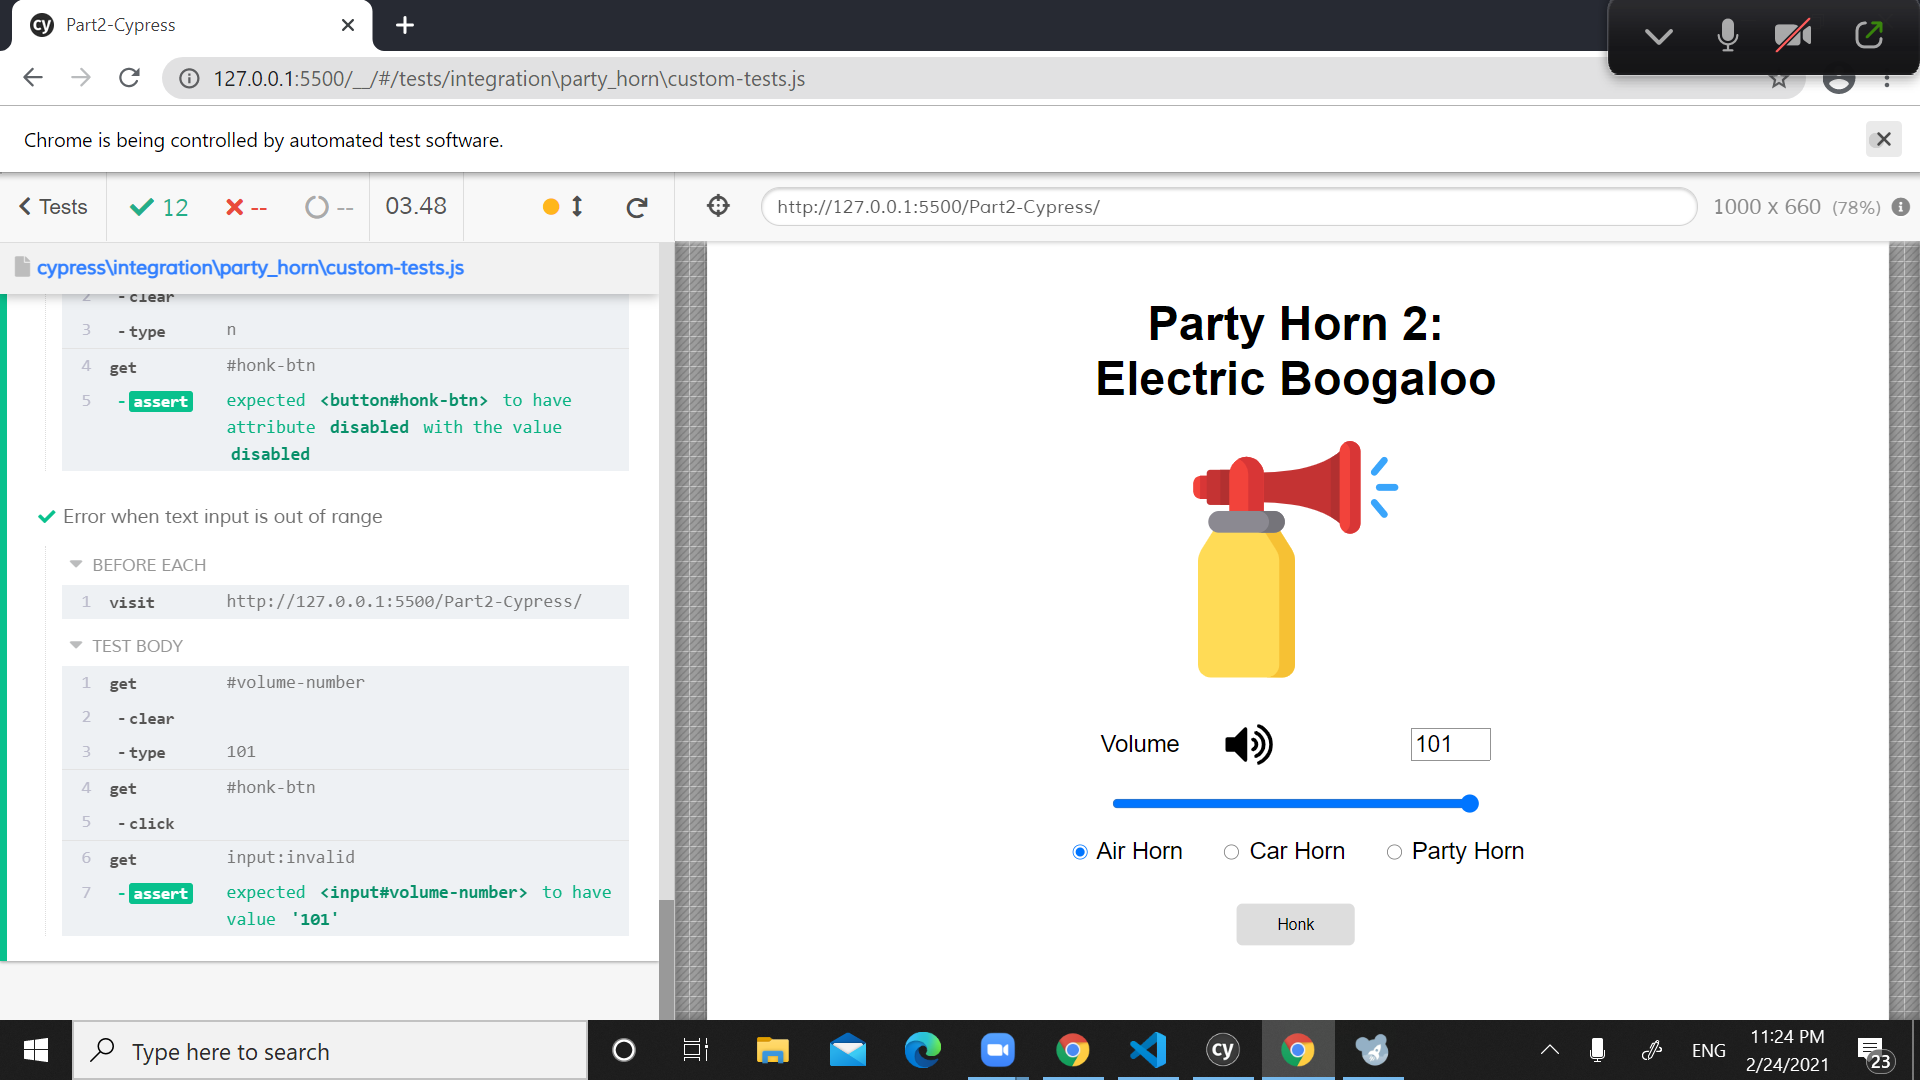 cy Part2-Cypress
127.0.0.1:5500/__/#/tests/integration\party_horn\custom-tests.js
Chrome is being controlled by automated test software.
Tests 12 -- -- 03.48
http://127.0.0.1:5500/Part2-Cypress/ 1000 x 660 (78%)
cypress\integration\party_horn\custom-tests.js
2 - clear
3 - type n
4 get #honk-btn
5 - assert expected <button#honk-btn> to have
attribute disabled with the value
disabled
Error when text input is out of range
BEFORE EACH
1 visit http://127.0.0.1:5500/Part2-Cypress/
TEST BODY
1 get #volume-number
2 - clear
3 - type 101
4 get #honk-btn
5 - click
6 get input:invalid
7 - assert expected <input#volume-number> to have
value '101'
Party Horn 2:
Electric Boogaloo
Volume 101
Air Horn Car Horn Party Horn
Honk
Type here to search
cy
ENG
11:24 PM
2/24/2021
23